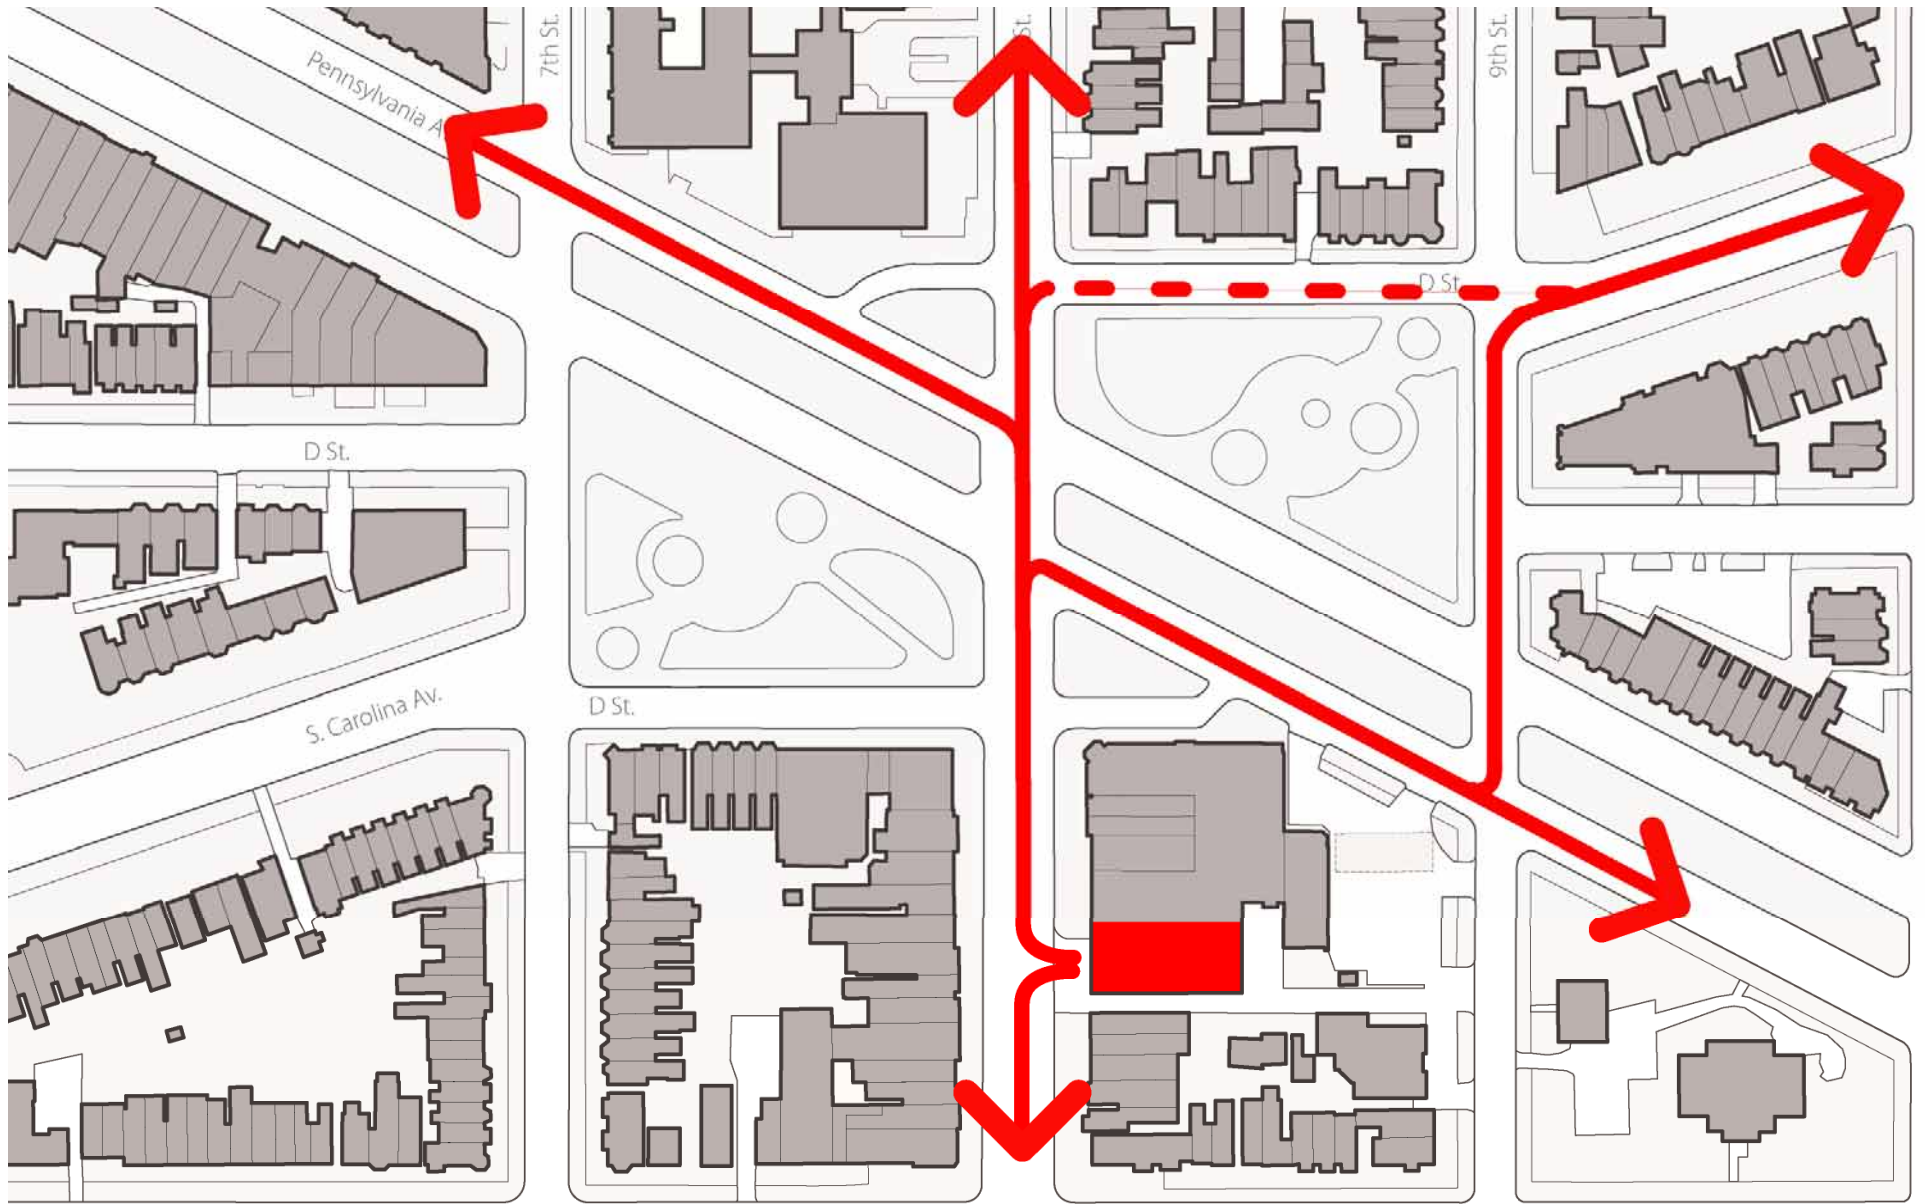 7th St.
St.
9th St.
Pennsylvania A
D St.
D St.
S. Carolina Av.
D St.